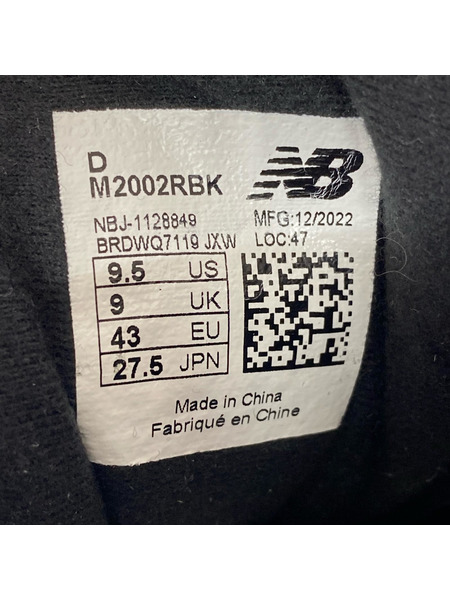 D
M2002RBK
NB
NBJ-1128849
MFG:12/2022
BRDWQ7119 JXW
LOC:47
9.5 US
9 UK
43 EU
27.5 JPN
Made in China
Fabriqué en Chine